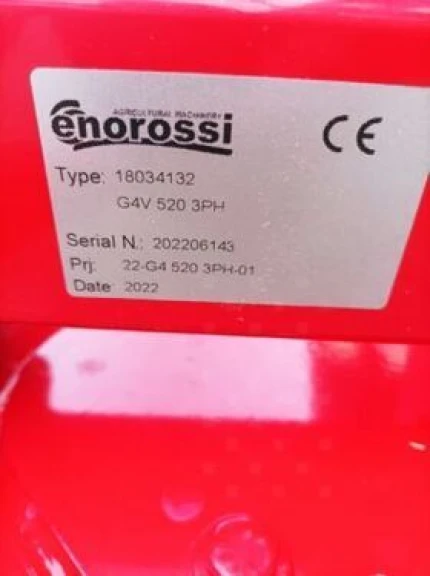 AGRICULTURAL MACHINERY
enorossi CE
Type: 18034132
G4V 520 3PH
Serial N.: 202206143
Prj: 22-G4 520 3PH-01
Date: 2022